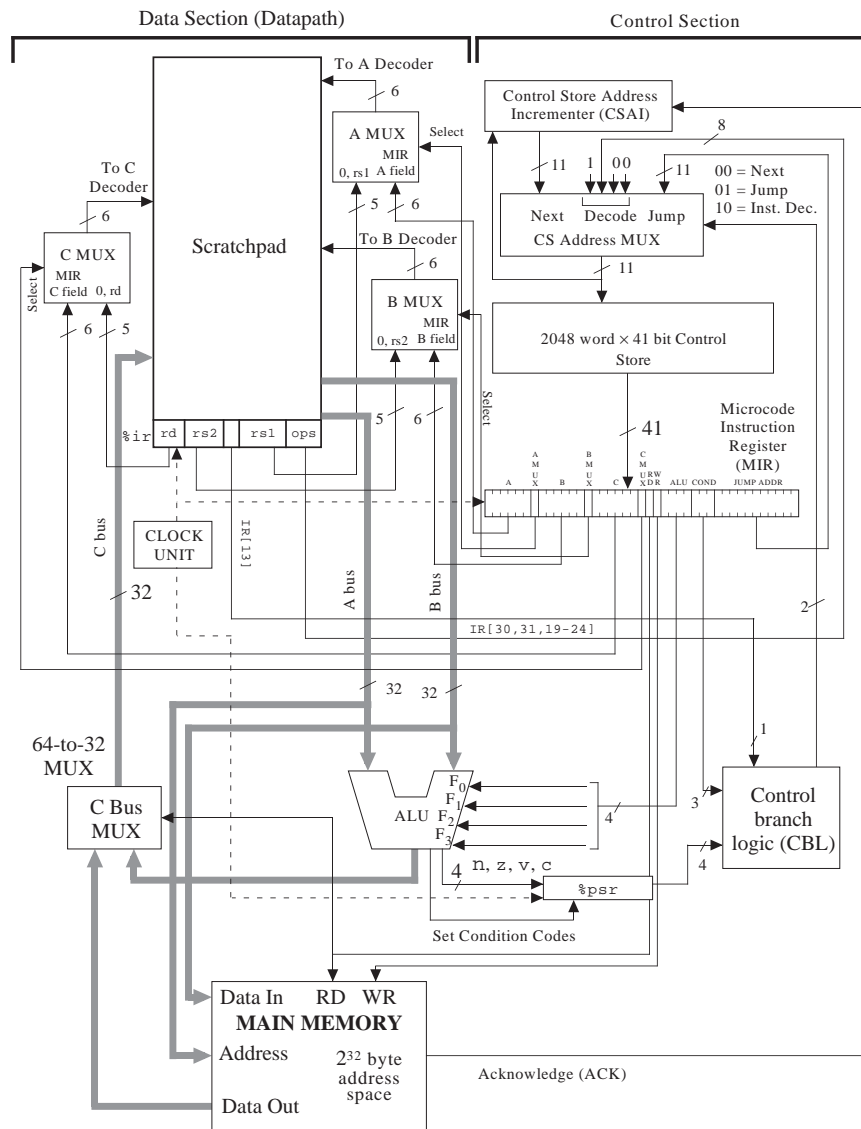 Data Section (Datapath)
Control Section
To A Decoder
6
A MUX
MIR
A field
0, rs1
Select
5
6
Control Store Address
Incrementer (CSAI)
8
11
1
00
11
00 = Next
01 = Jump
10 = Inst. Dec.
Next
Decode
Jump
CS Address MUX
11
To C
Decoder
6
C MUX
MIR
C field
0, rd
Select
6
5
Scratchpad
To B Decoder
6
B MUX
MIR
B field
0, rs2
5
6
Select
2048 word × 41 bit Control
Store
41
Microcode
Instruction
Register
(MIR)
%ir
rd
rs2
rs1
ops
A
AMUX
B
BMUX
C
CMUX
RD
WR
ALU
COND
JUMP ADDR
CLOCK
UNIT
IR[13]
C bus
32
A bus
B bus
IR[30,31,19-24]
2
32
32
1
64-to-32
MUX
C Bus
MUX
ALU
F0
F1
F2
F3
4
3
Control
branch
logic (CBL)
4
4
n, z, v, c
%psr
Set Condition Codes
Data In
RD
WR
MAIN MEMORY
Address
2^32 byte
address
space
Data Out
Acknowledge (ACK)